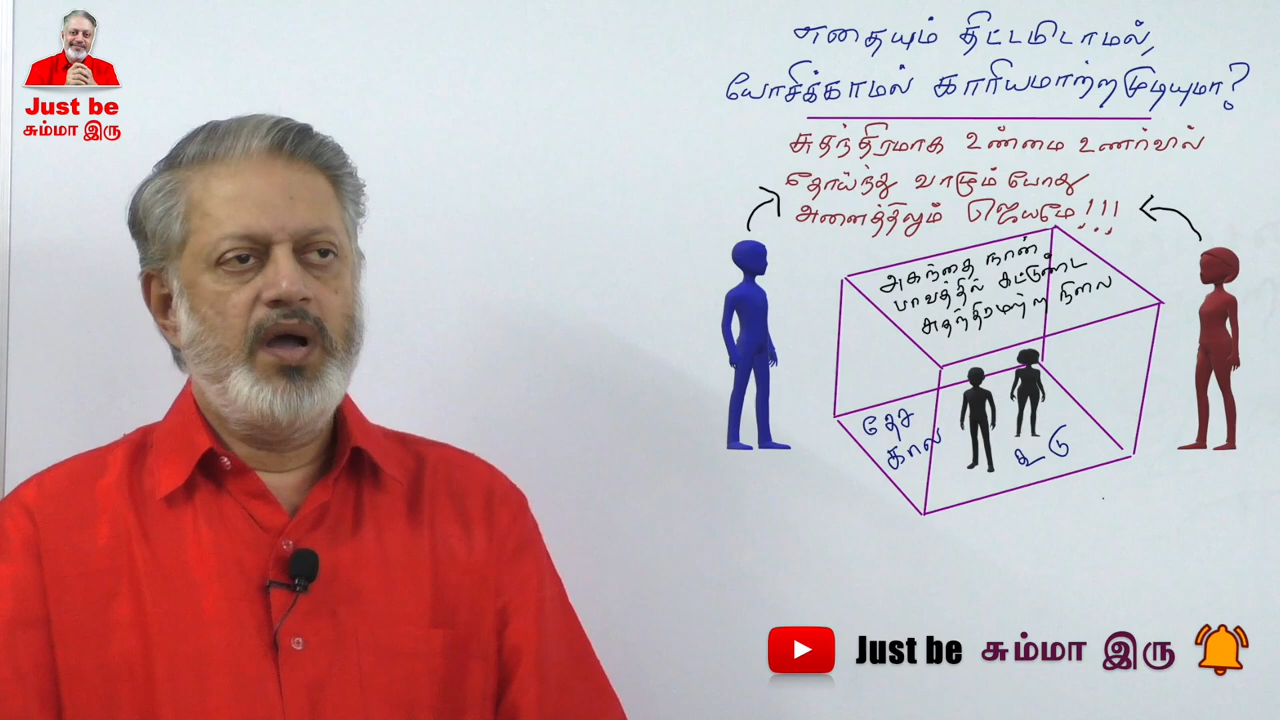 Just be
சும்மா இரு
எதையும் திட்டமிடாமல்,
யோசிக்காமல் காரியமாற்றமுடியுமா?
சுதந்திரமாக உண்மை உணர்வில்
தோய்ந்து வாழும் போது
அனைத்திலும் ஜெயமே!!!
அகந்தை நான்
பாவத்தில் கட்டுண்ட
சுதந்திரமற்ற நிலை
தேச
கால
கூடு
Just be சும்மா இரு